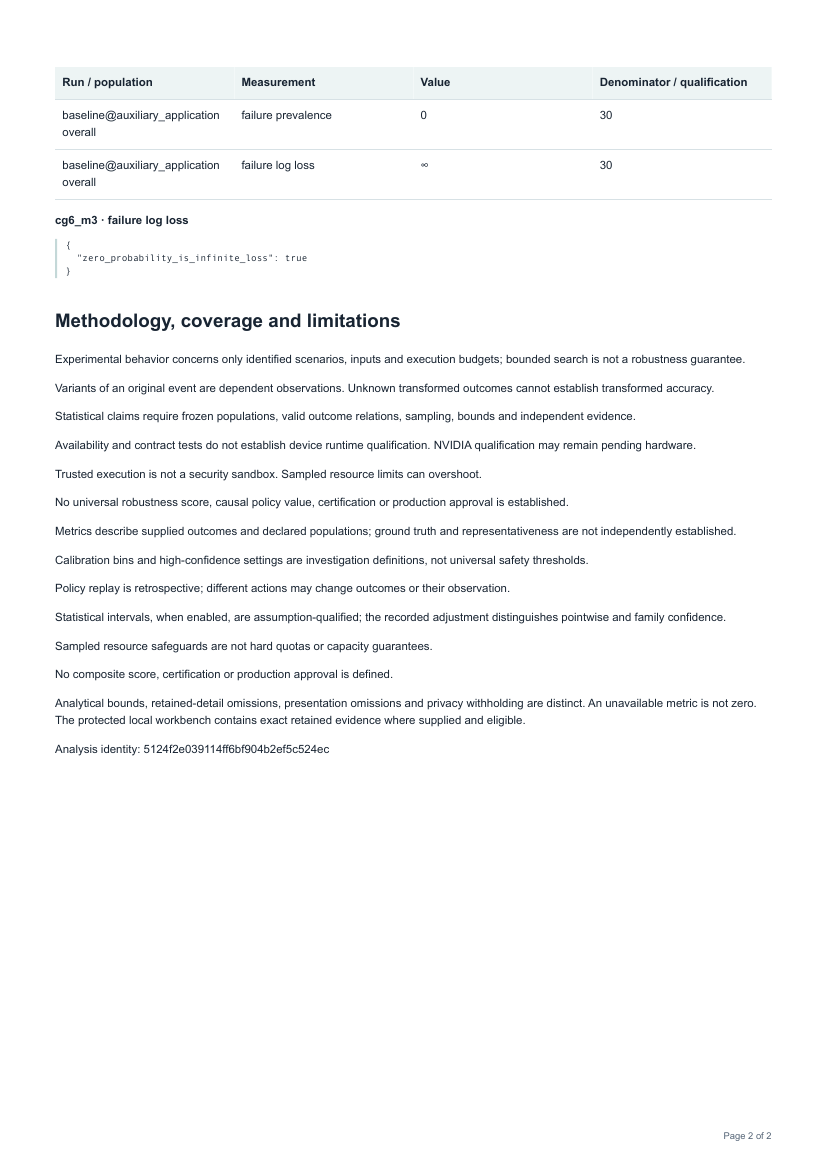 Run / population Measurement Value Denominator / qualification
baseline@auxiliary_application failure prevalence 0 30
overall
baseline@auxiliary_application failure log loss ∞ 30
overall
cg6_m3 · failure log loss
{
"zero_probability_is_infinite_loss": true
}
Methodology, coverage and limitations
Experimental behavior concerns only identified scenarios, inputs and execution budgets; bounded search is not a robustness guarantee.
Variants of an original event are dependent observations. Unknown transformed outcomes cannot establish transformed accuracy.
Statistical claims require frozen populations, valid outcome relations, sampling, bounds and independent evidence.
Availability and contract tests do not establish device runtime qualification. NVIDIA qualification may remain pending hardware.
Trusted execution is not a security sandbox. Sampled resource limits can overshoot.
No universal robustness score, causal policy value, certification or production approval is established.
Metrics describe supplied outcomes and declared populations; ground truth and representativeness are not independently established.
Calibration bins and high-confidence settings are investigation definitions, not universal safety thresholds.
Policy replay is retrospective; different actions may change outcomes or their observation.
Statistical intervals, when enabled, are assumption-qualified; the recorded adjustment distinguishes pointwise and family confidence.
Sampled resource safeguards are not hard quotas or capacity guarantees.
No composite score, certification or production approval is defined.
Analytical bounds, retained-detail omissions, presentation omissions and privacy withholding are distinct. An unavailable metric is not zero.
The protected local workbench contains exact retained evidence where supplied and eligible.
Analysis identity: 5124f2e039114ff6bf904b2ef5c524ec
Page 2 of 2